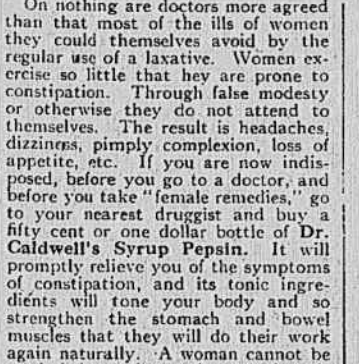 On nothing are doctors more agreed
than that most of the ills of women
they could themselves avoid by the
regular use of a laxative. Women ex-
ercise so little that hey are prone to
constipation. Through false modesty
or otherwise they do not attend to
themselves. The result is headaches,
dizziness, pimply complexion, loss of
appetite, etc. If you are now indis-
posed, before you go to a doctor, and
before you take "female remedies," go
to your nearest druggist and buy a
fifty cent or one dollar bottle of Dr.
Caldwell's Syrup Pepsin. It will
promptly relieve you of the symptoms
of constipation, and its tonic ingre-
dients will tone your body and so
strengthen the stomach and bowel
muscles that they will do their work
again naturally. A woman cannot be